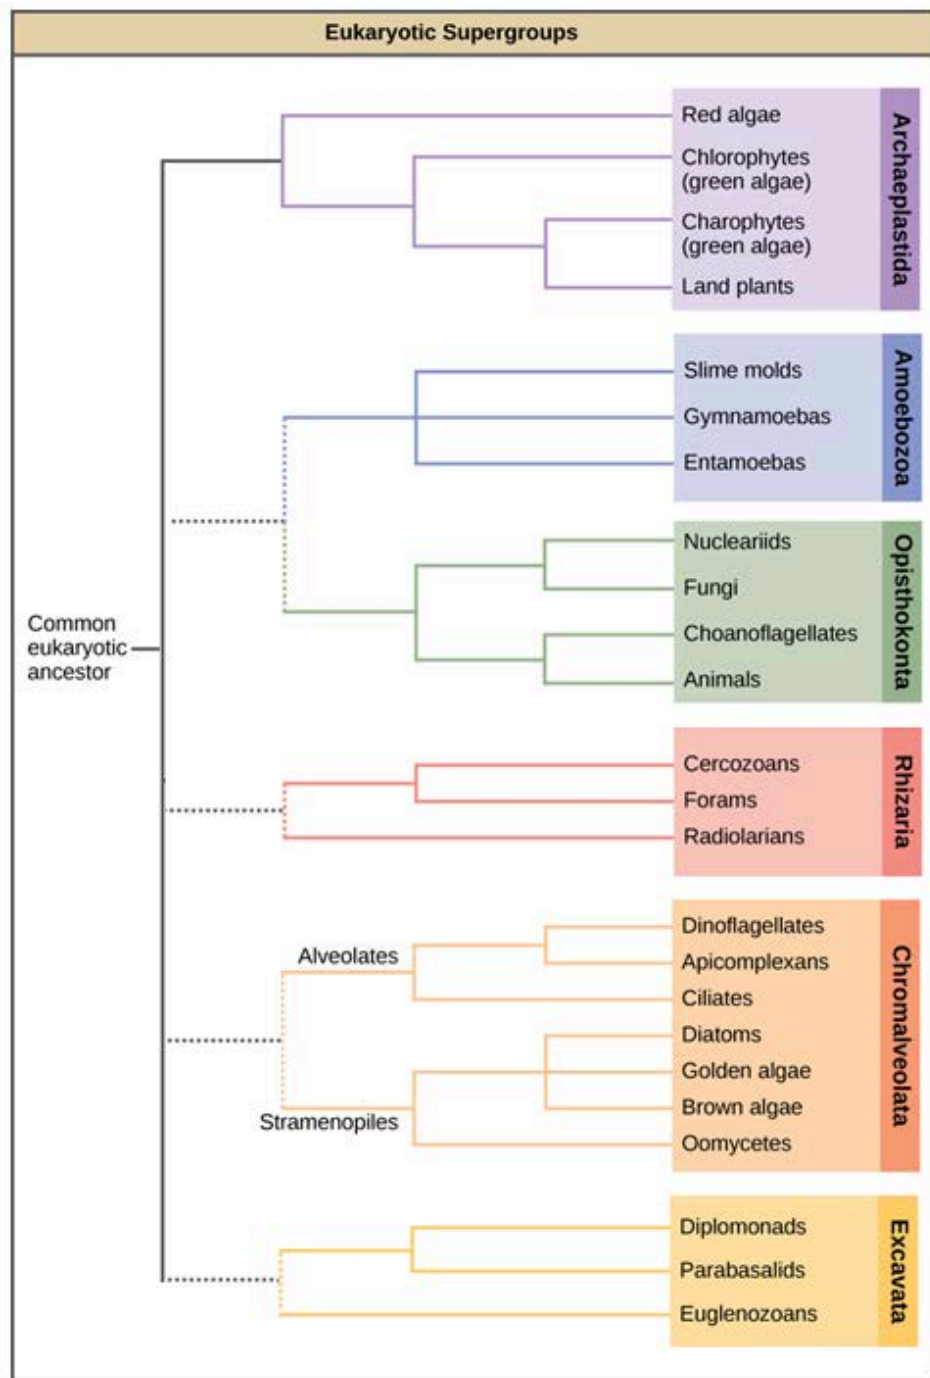 Eukaryotic Supergroups
Red algae
Chlorophytes
(green algae)
Charophytes
(green algae)
Land plants
Archaeplastida
Slime molds
Gymnamoebas
Entamoebas
Amoebozoa
Nucleariids
Fungi
Choanoflagellates
Animals
Opisthokonta
Common
eukaryotic
ancestor
Cercozoans
Forams
Radiolarians
Rhizaria
Alveolates
Dinoflagellates
Apicomplexans
Ciliates
Stramenopiles
Diatoms
Golden algae
Brown algae
Oomycetes
Chromalveolata
Diplomonads
Parabasalids
Euglenozoans
Excavata